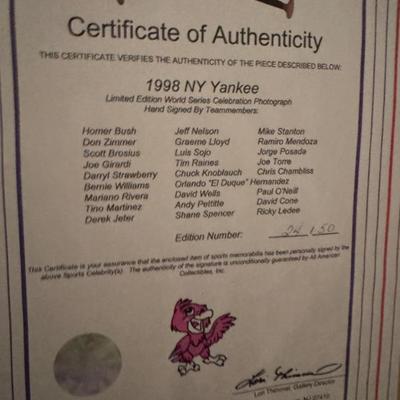 Certificate of Authenticity
THIS CERTIFICATE VERIFIES THE AUTHENTICITY OF THE PIECE DESCRIBED BELOW:
1998 NY Yankee
Limited Edition World Series Celebration Photograph
Hand Signed By Teammembers:
Homer Bush Jeff Nelson Mike Stanton
Don Zimmer Graeme Lloyd Ramiro Mendoza
Scott Brosius Luis Sojo Jorge Posada
Joe Girardi Tim Raines Joe Torre
Darryl Strawberry Chuck Knoblauch Chris Chambliss
Bernie Williams Orlando "El Duque" Hernandez
Mariano Rivera David Wells Paul O'Neill
Tino Martinez Andy Pettitte David Cone
Derek Jeter Shane Spencer Ricky Ledee
Edition Number: 24/150
This Certificate is your assurance that the enclosed item of sports memorabilia has been personally signed by the
above Sports Celebrity(s). The authenticity of the signature is unconditionally guaranteed by All American
Collectibles, Inc.
Gallery Director